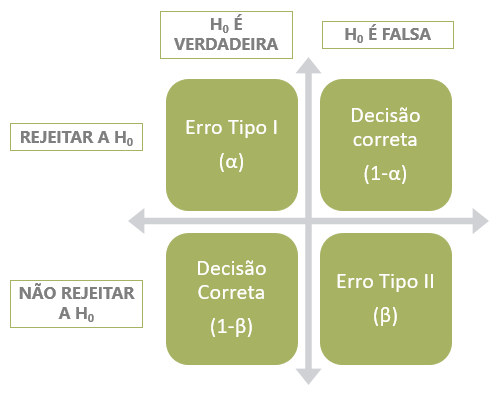 H₀ É
VERDADEIRA
H₀ É FALSA
REJEITAR A H₀
Erro Tipo I
(α)
Decisão
correta
(1-α)
NÃO REJEITAR
A H₀
Decisão
Correta
(1-β)
Erro Tipo II
(β)